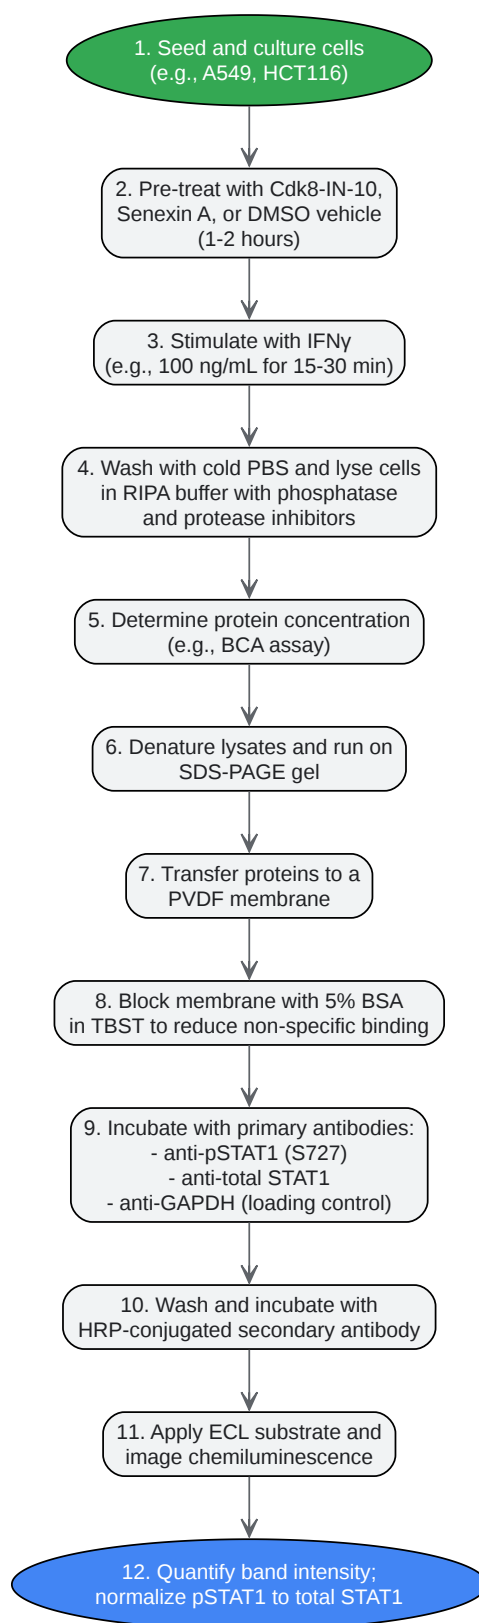 1. Seed and culture cells
(e.g., A549, HCT116)
2. Pre-treat with Cdk8-IN-10,
Senexin A, or DMSO vehicle
(1-2 hours)
3. Stimulate with IFNγ
(e.g., 100 ng/mL for 15-30 min)
4. Wash with cold PBS and lyse cells
in RIPA buffer with phosphatase
and protease inhibitors
5. Determine protein concentration
(e.g., BCA assay)
6. Denature lysates and run on
SDS-PAGE gel
7. Transfer proteins to a
PVDF membrane
8. Block membrane with 5% BSA
in TBST to reduce non-specific binding
9. Incubate with primary antibodies:
- anti-pSTAT1 (S727)
- anti-total STAT1
- anti-GAPDH (loading control)
10. Wash and incubate with
HRP-conjugated secondary antibody
11. Apply ECL substrate and
image chemiluminescence
12. Quantify band intensity;
normalize pSTAT1 to total STAT1